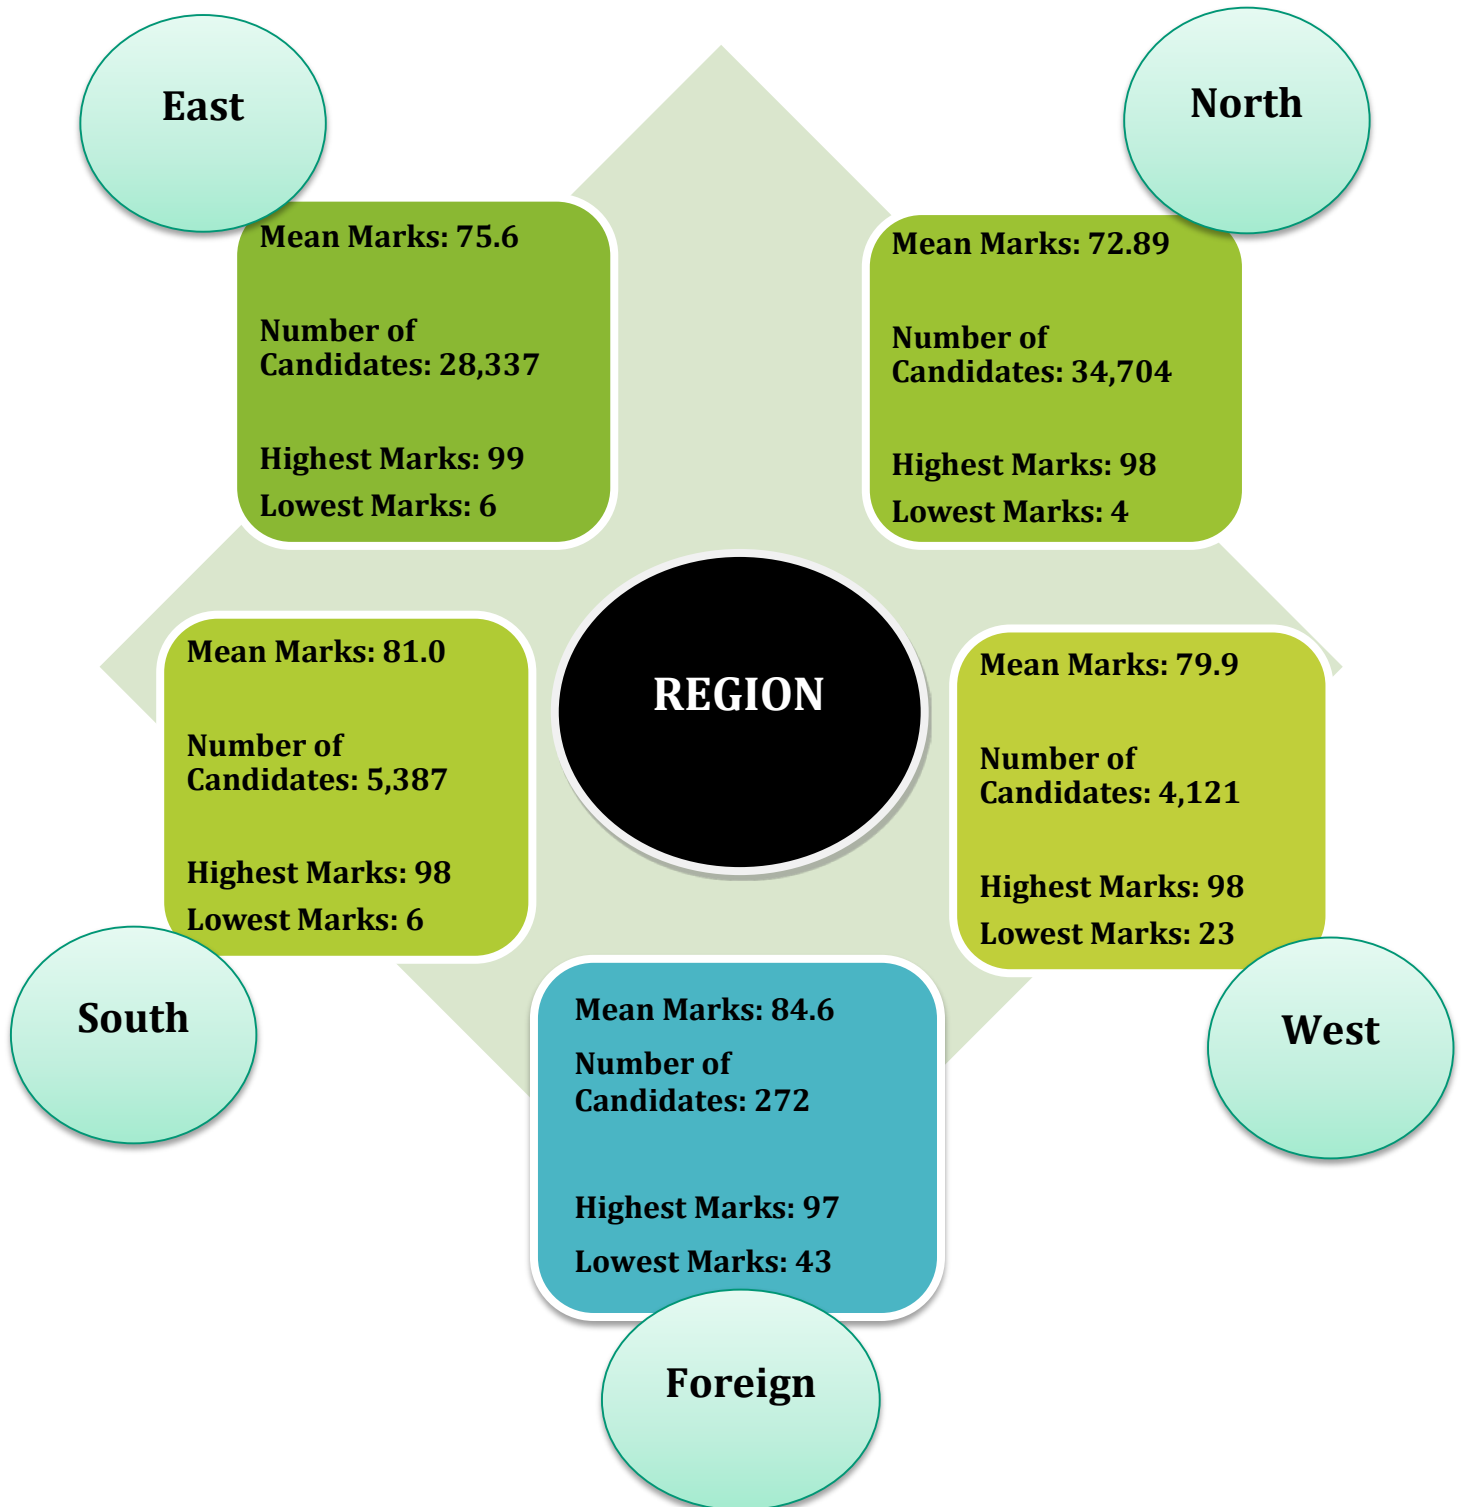 East
Mean Marks: 75.6
Number of
Candidates: 28,337
Highest Marks: 99
Lowest Marks: 6
North
Mean Marks: 72.89
Number of
Candidates: 34,704
Highest Marks: 98
Lowest Marks: 4
REGION
Mean Marks: 81.0
Number of
Candidates: 5,387
Highest Marks: 98
Lowest Marks: 6
South
Mean Marks: 79.9
Number of
Candidates: 4,121
Highest Marks: 98
Lowest Marks: 23
West
Mean Marks: 84.6
Number of
Candidates: 272
Highest Marks: 97
Lowest Marks: 43
Foreign